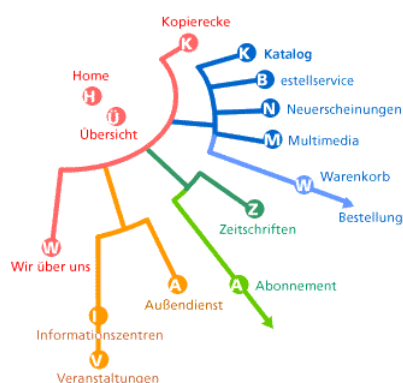 Kopierecke
K
K Katalog
Home
H
B estellservice
Ü
Übersicht
N Neuerscheinungen
M Multimedia
W Warenkorb
Bestellung
Z
Zeitschriften
W
Wir über uns
A
Außendienst
A Abonnement
I
Informationszentren
V
Veranstaltungen